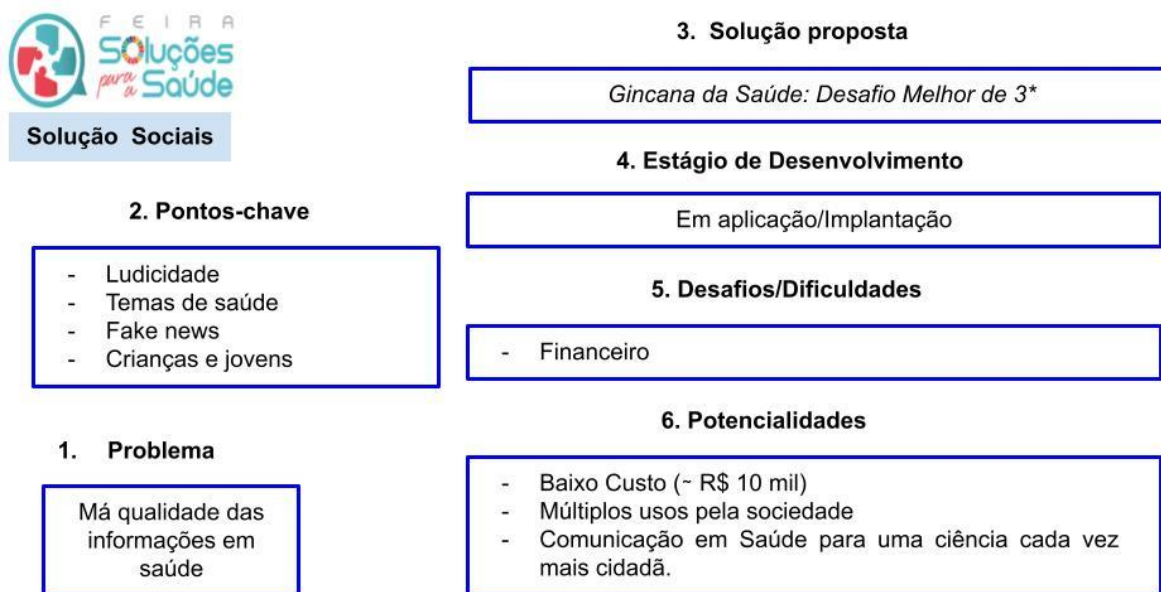 FEIRA
SOluções
para a Saúde
Solução Sociais
2. Pontos-chave
- Ludicidade
- Temas de saúde
- Fake news
- Crianças e jovens
1. Problema
Má qualidade das
informações em
saúde
3. Solução proposta
Gincana da Saúde: Desafio Melhor de 3*
4. Estágio de Desenvolvimento
Em aplicação/Implantação
5. Desafios/Dificuldades
- Financeiro
6. Potencialidades
- Baixo Custo (~ R$ 10 mil)
- Múltiplos usos pela sociedade
- Comunicação em Saúde para uma ciência cada vez
mais cidadã.